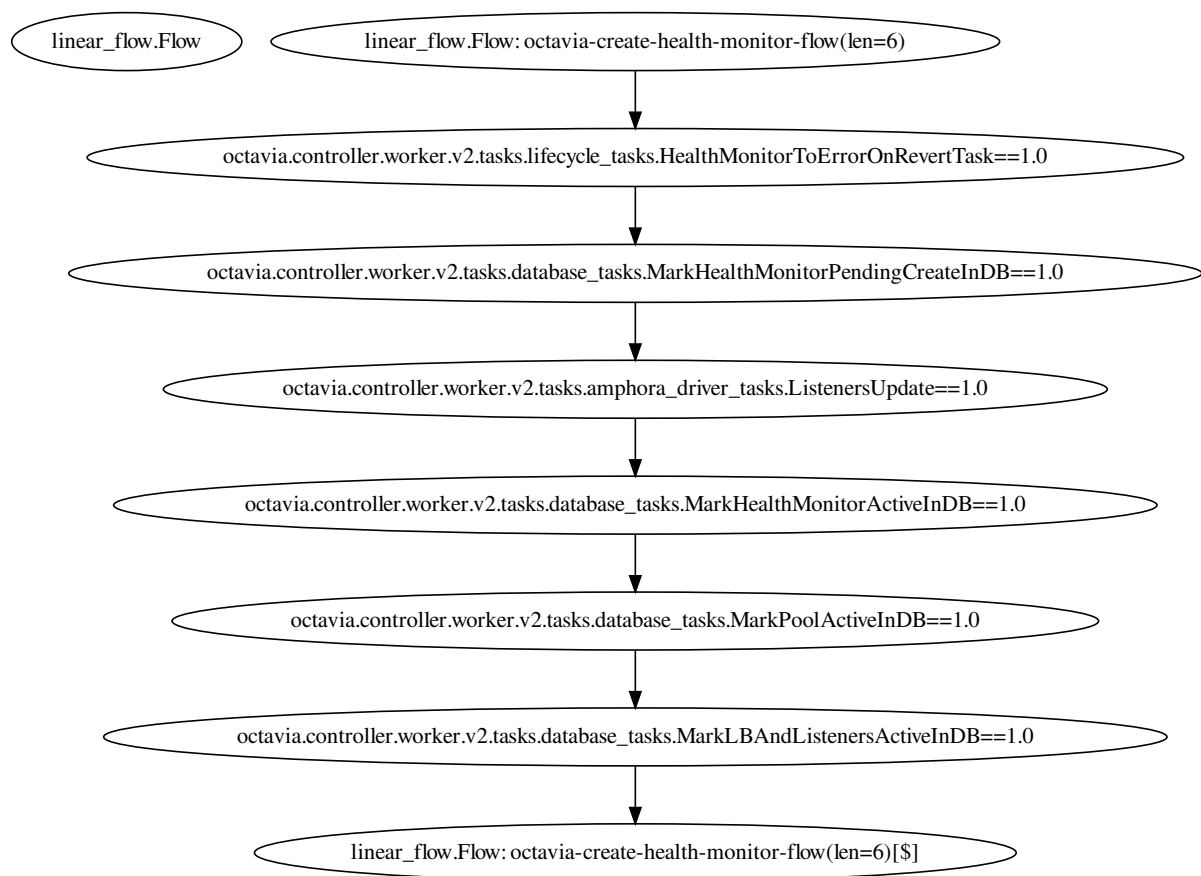 linear_flow.Flow
linear_flow.Flow: octavia-create-health-monitor-flow(len=6)
octavia.controller.worker.v2.tasks.lifecycle_tasks.HealthMonitorToErrorOnRevertTask==1.0
octavia.controller.worker.v2.tasks.database_tasks.MarkHealthMonitorPendingCreateInDB==1.0
octavia.controller.worker.v2.tasks.amphora_driver_tasks.ListenersUpdate==1.0
octavia.controller.worker.v2.tasks.database_tasks.MarkHealthMonitorActiveInDB==1.0
octavia.controller.worker.v2.tasks.database_tasks.MarkPoolActiveInDB==1.0
octavia.controller.worker.v2.tasks.database_tasks.MarkLBAndListenersActiveInDB==1.0
linear_flow.Flow: octavia-create-health-monitor-flow(len=6)[$]